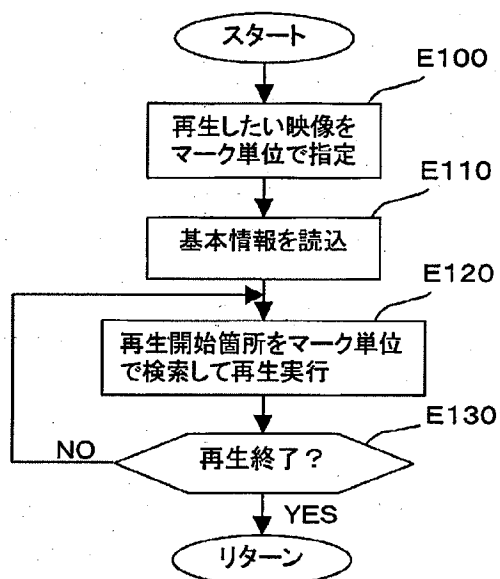 スタート
E100
再生したい映像を
マーク単位で指定
E110
基本情報を読込
E120
再生開始箇所をマーク単位
で検索して再生実行
E130
再生終了？
NO
YES
リターン